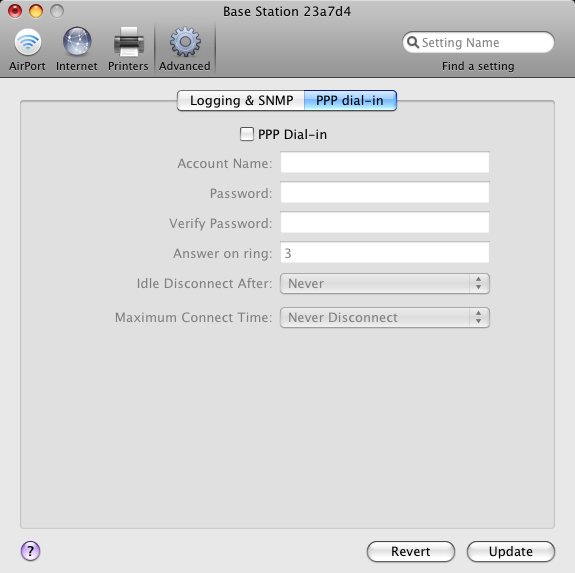 Base Station 23a7d4
AirPort Internet Printers Advanced
Setting Name
Find a setting
Logging & SNMP PPP dial-in
PPP Dial-in
Account Name:
Password:
Verify Password:
Answer on ring: 3
Idle Disconnect After: Never
Maximum Connect Time: Never Disconnect
? Revert Update